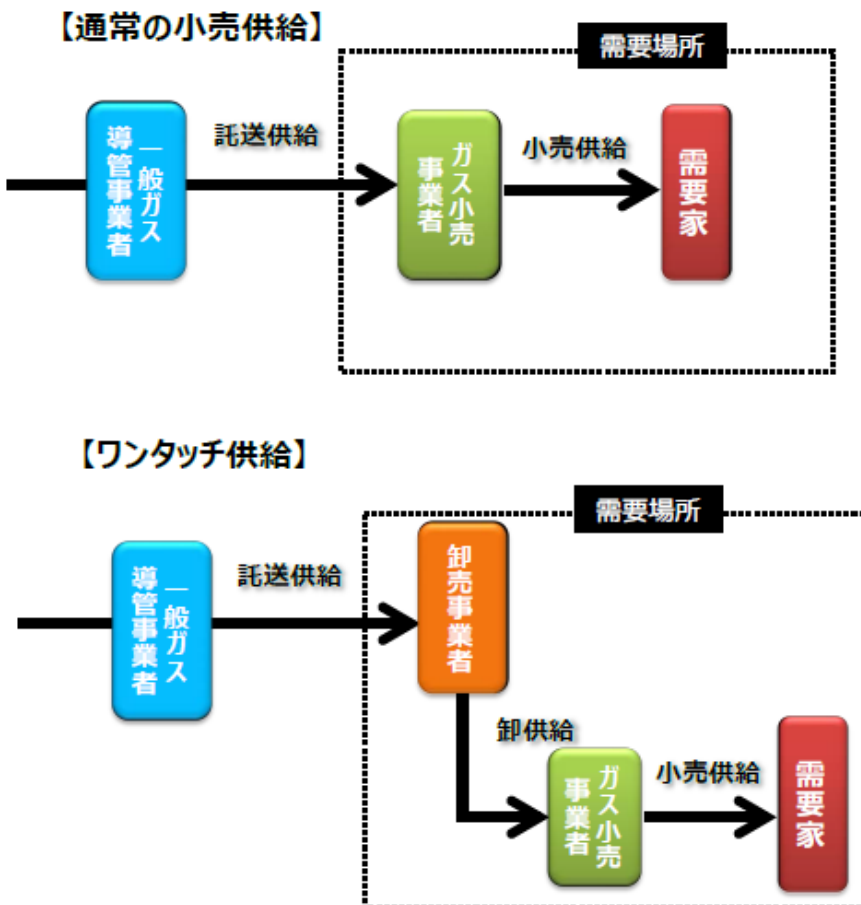 【通常の小売供給】
需要場所
一般ガス
導管事業者
託送供給
ガス小売
事業者
小売供給
需要家
【ワンタッチ供給】
需要場所
一般ガス
導管事業者
託送供給
卸売事業者
卸供給
ガス小売
事業者
小売供給
需要家